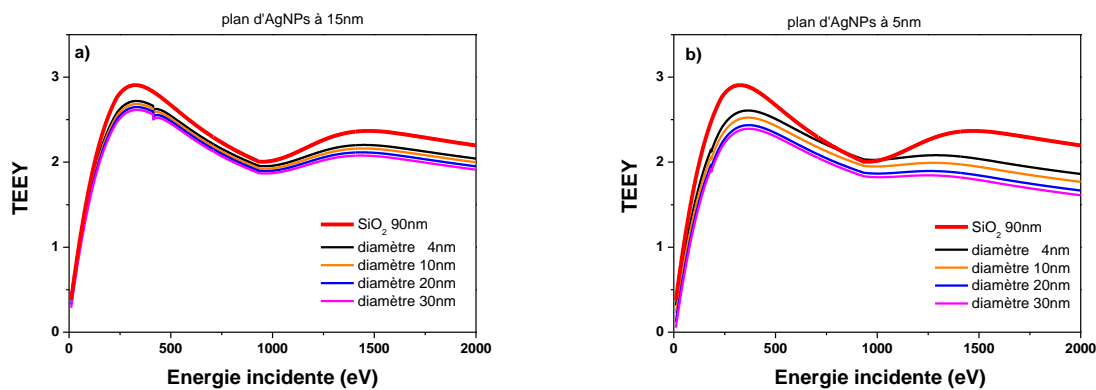 plan d'AgNPs à 15nm
a)
TEEY
3
2
1
0
SiO2 90nm
diamètre 4nm
diamètre 10nm
diamètre 20nm
diamètre 30nm
0 500 1000 1500 2000
Energie incidente (eV)
plan d'AgNPs à 5nm
b)
TEEY
3
2
1
0
SiO2 90nm
diamètre 4nm
diamètre 10nm
diamètre 20nm
diamètre 30nm
0 500 1000 1500 2000
Energie incidente (eV)